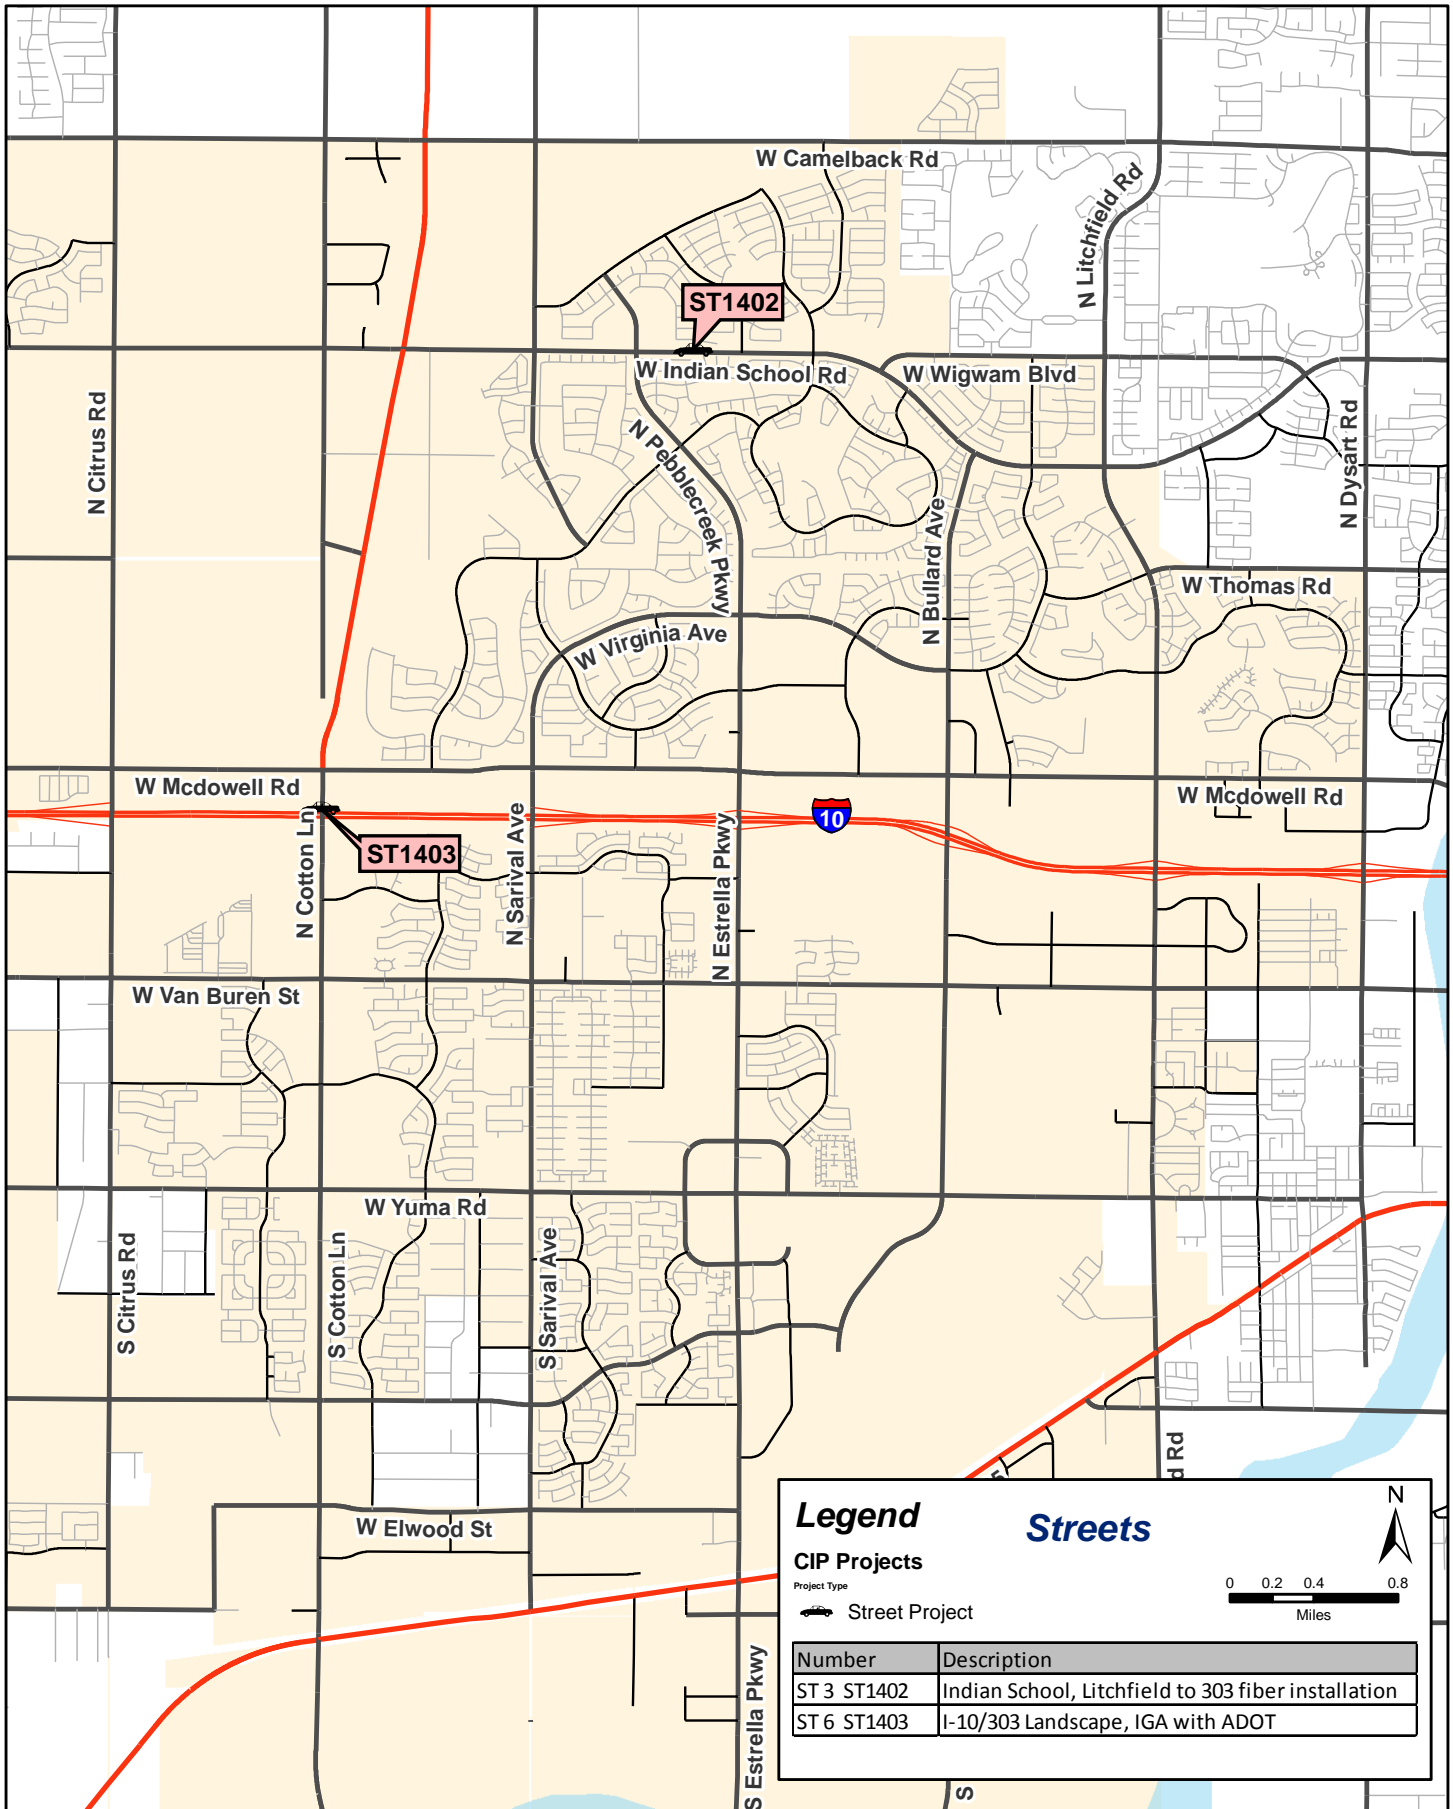 W Camelback Rd
N Litchfield Rd
ST1402
W Indian School Rd
W Wigwam Blvd
N Citrus Rd
N Pebblecreek Pkwy
N Dysart Rd
N Bullard Ave
W Thomas Rd
W Virginia Ave
W Mcdowell Rd
W Mcdowell Rd
10
ST1403
N Cotton Ln
N Sarival Ave
N Estrella Pkwy
W Van Buren St
W Yuma Rd
S Citrus Rd
S Cotton Ln
S Sarival Ave
d Rd
W Elwood St
S Estrella Pkwy
S
Legend
Streets
N
CIP Projects
Project Type
Street Project
0 0.2 0.4 0.8
Miles
Number Description
ST 3 ST1402 Indian School, Litchfield to 303 fiber installation
ST 6 ST1403 I-10/303 Landscape, IGA with ADOT